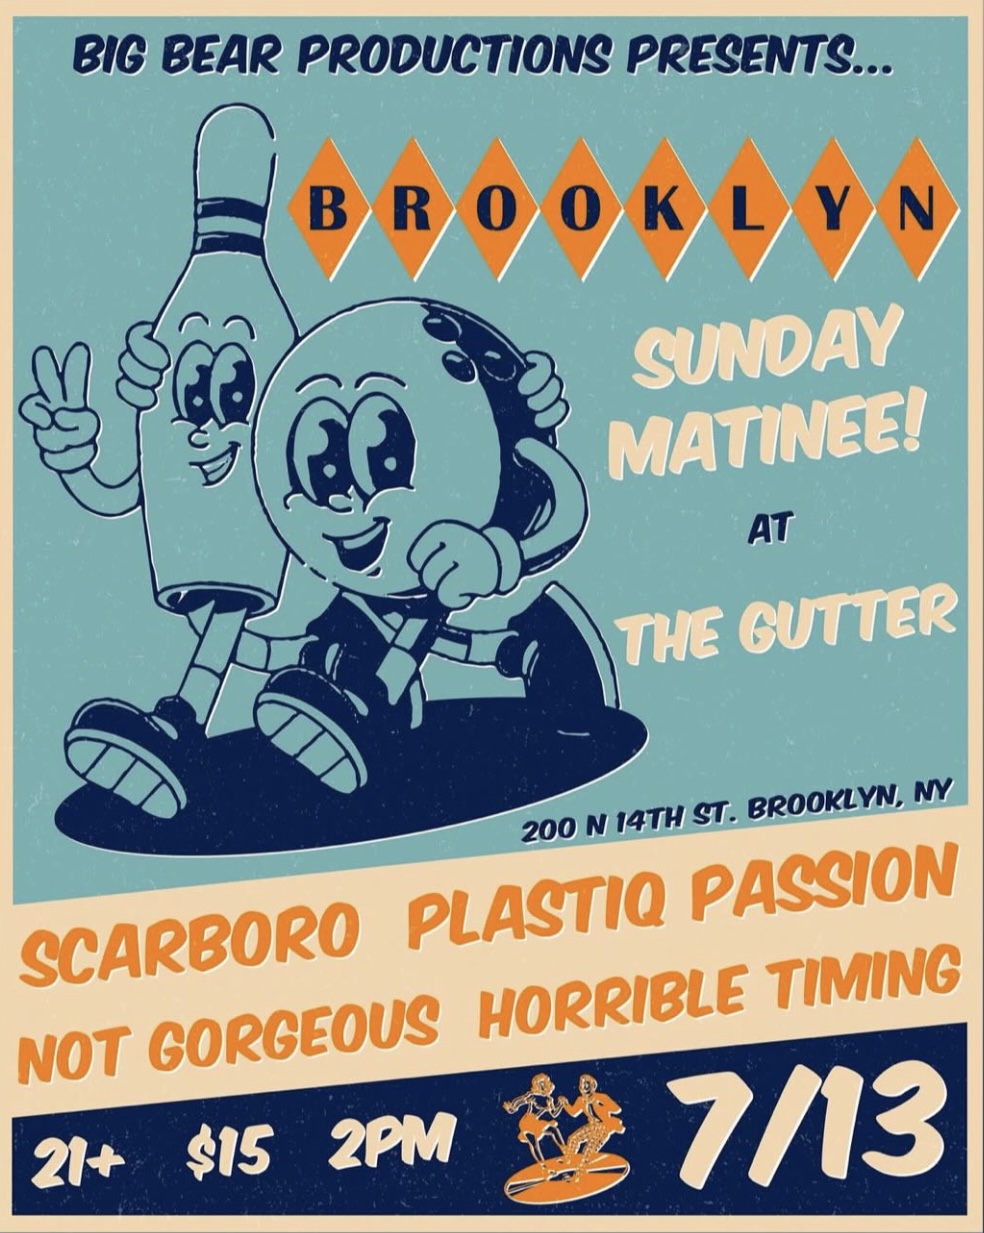 BIG BEAR PRODUCTIONS PRESENTS...
BROOKLYN
SUNDAY
MATINEE!
AT
THE GUTTER
200 N 14TH ST. BROOKLYN, NY
SCARBORO PLASTIQ PASSION
NOT GORGEOUS HORRIBLE TIMING
21+ $15 2PM 7/13